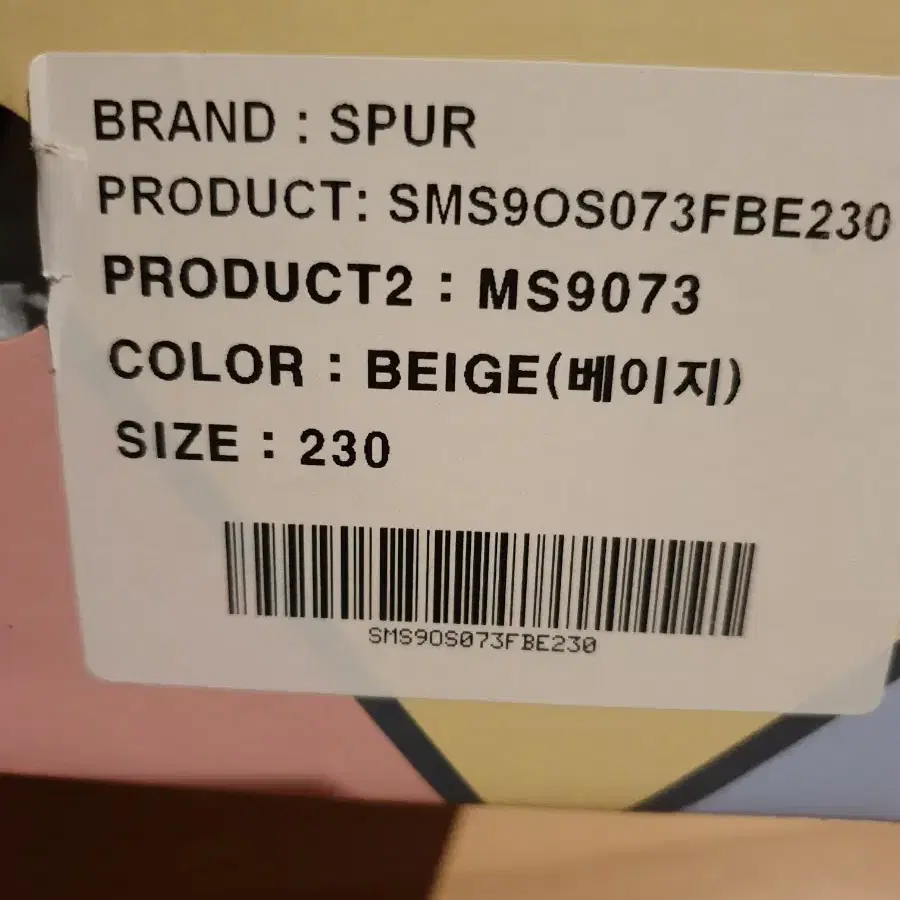 BRAND : SPUR
PRODUCT: SMS9OS073FBE230
PRODUCT2 : MS9073
COLOR : BEIGE(베이지)
SIZE : 230
SMS9OS073FBE230